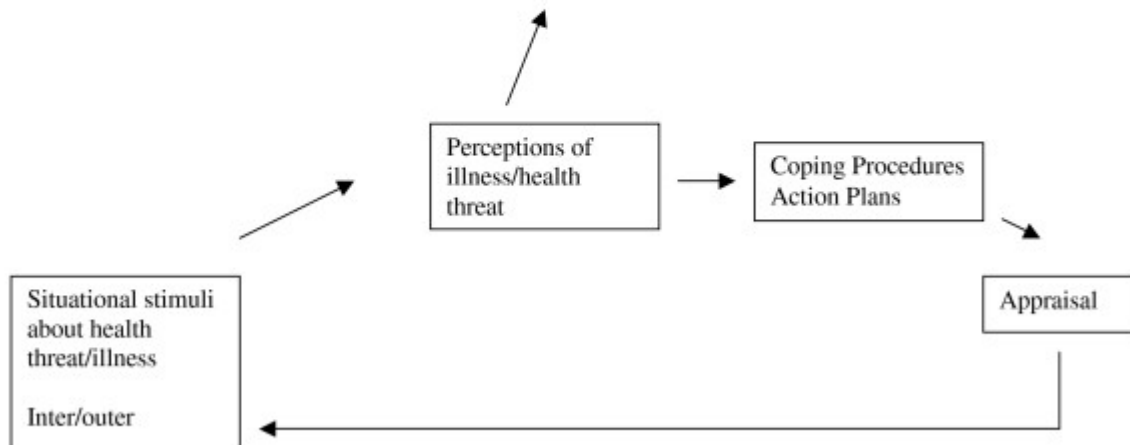 Perceptions of
illness/health
threat
Coping Procedures
Action Plans
Situational stimuli
about health
threat/illness
Inter/outer
Appraisal